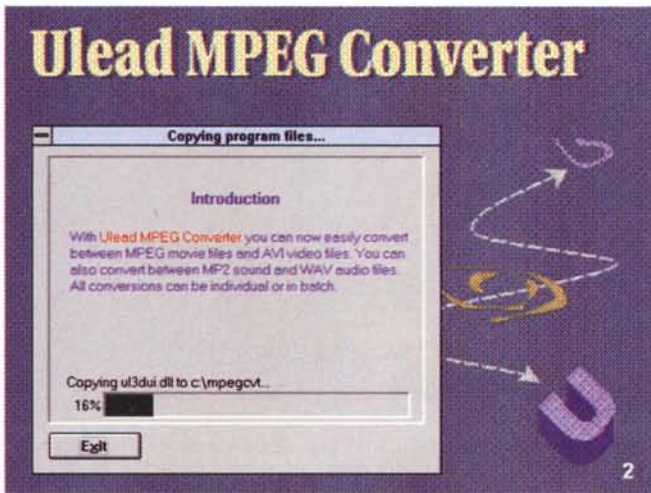 Ulead MPEG Converter
Copying program files...
Introduction
With Ulead MPEG Converter you can now easily convert
between MPEG movie files and AVI video files. You can
also convert between MP2 sound and WAV audio files.
All conversions can be individual or in batch.
Copying ul3dui dll to c:\mpegcvt...
16%
Exit
2